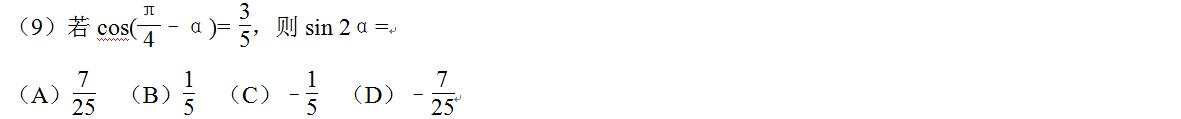 （9）若 cos(π/4﹣α)= 3/5，则 sin 2α=
（A）7/25 （B）1/5 （C）﹣1/5 （D）﹣7/25